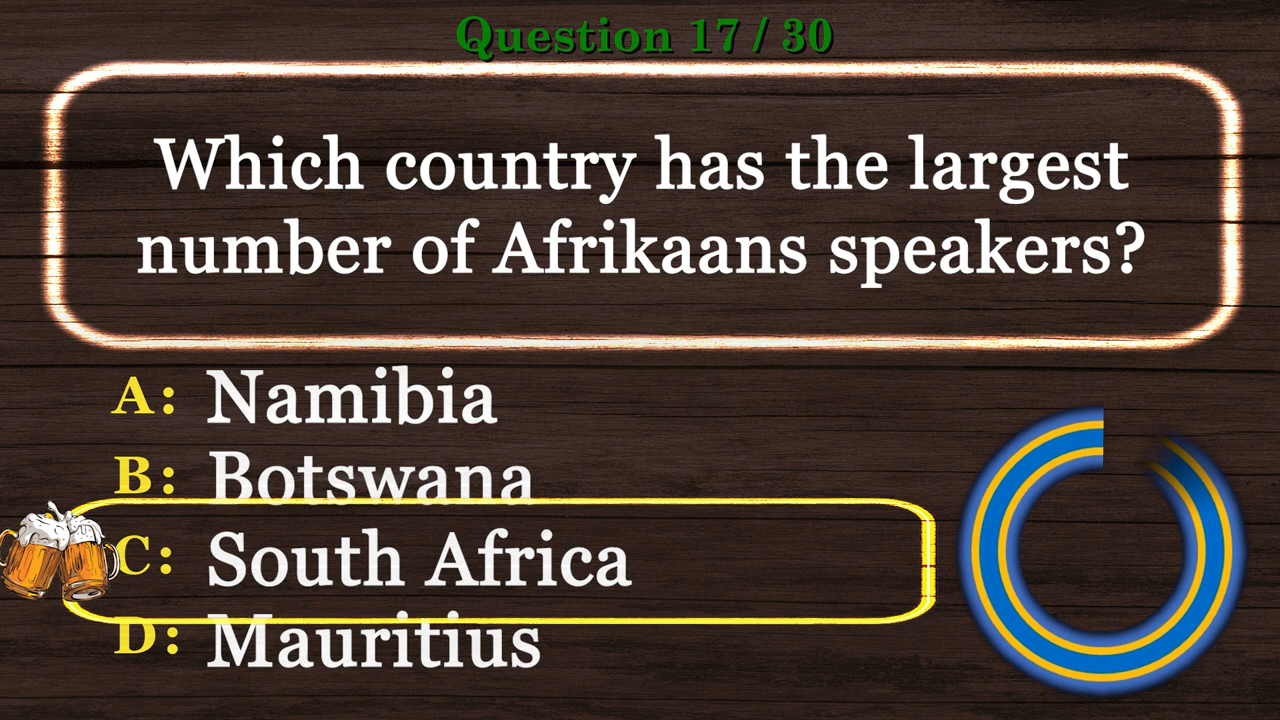 Question 17 / 30
Which country has the largest
number of Afrikaans speakers?
A: Namibia
B: Botswana
C: South Africa
D: Mauritius